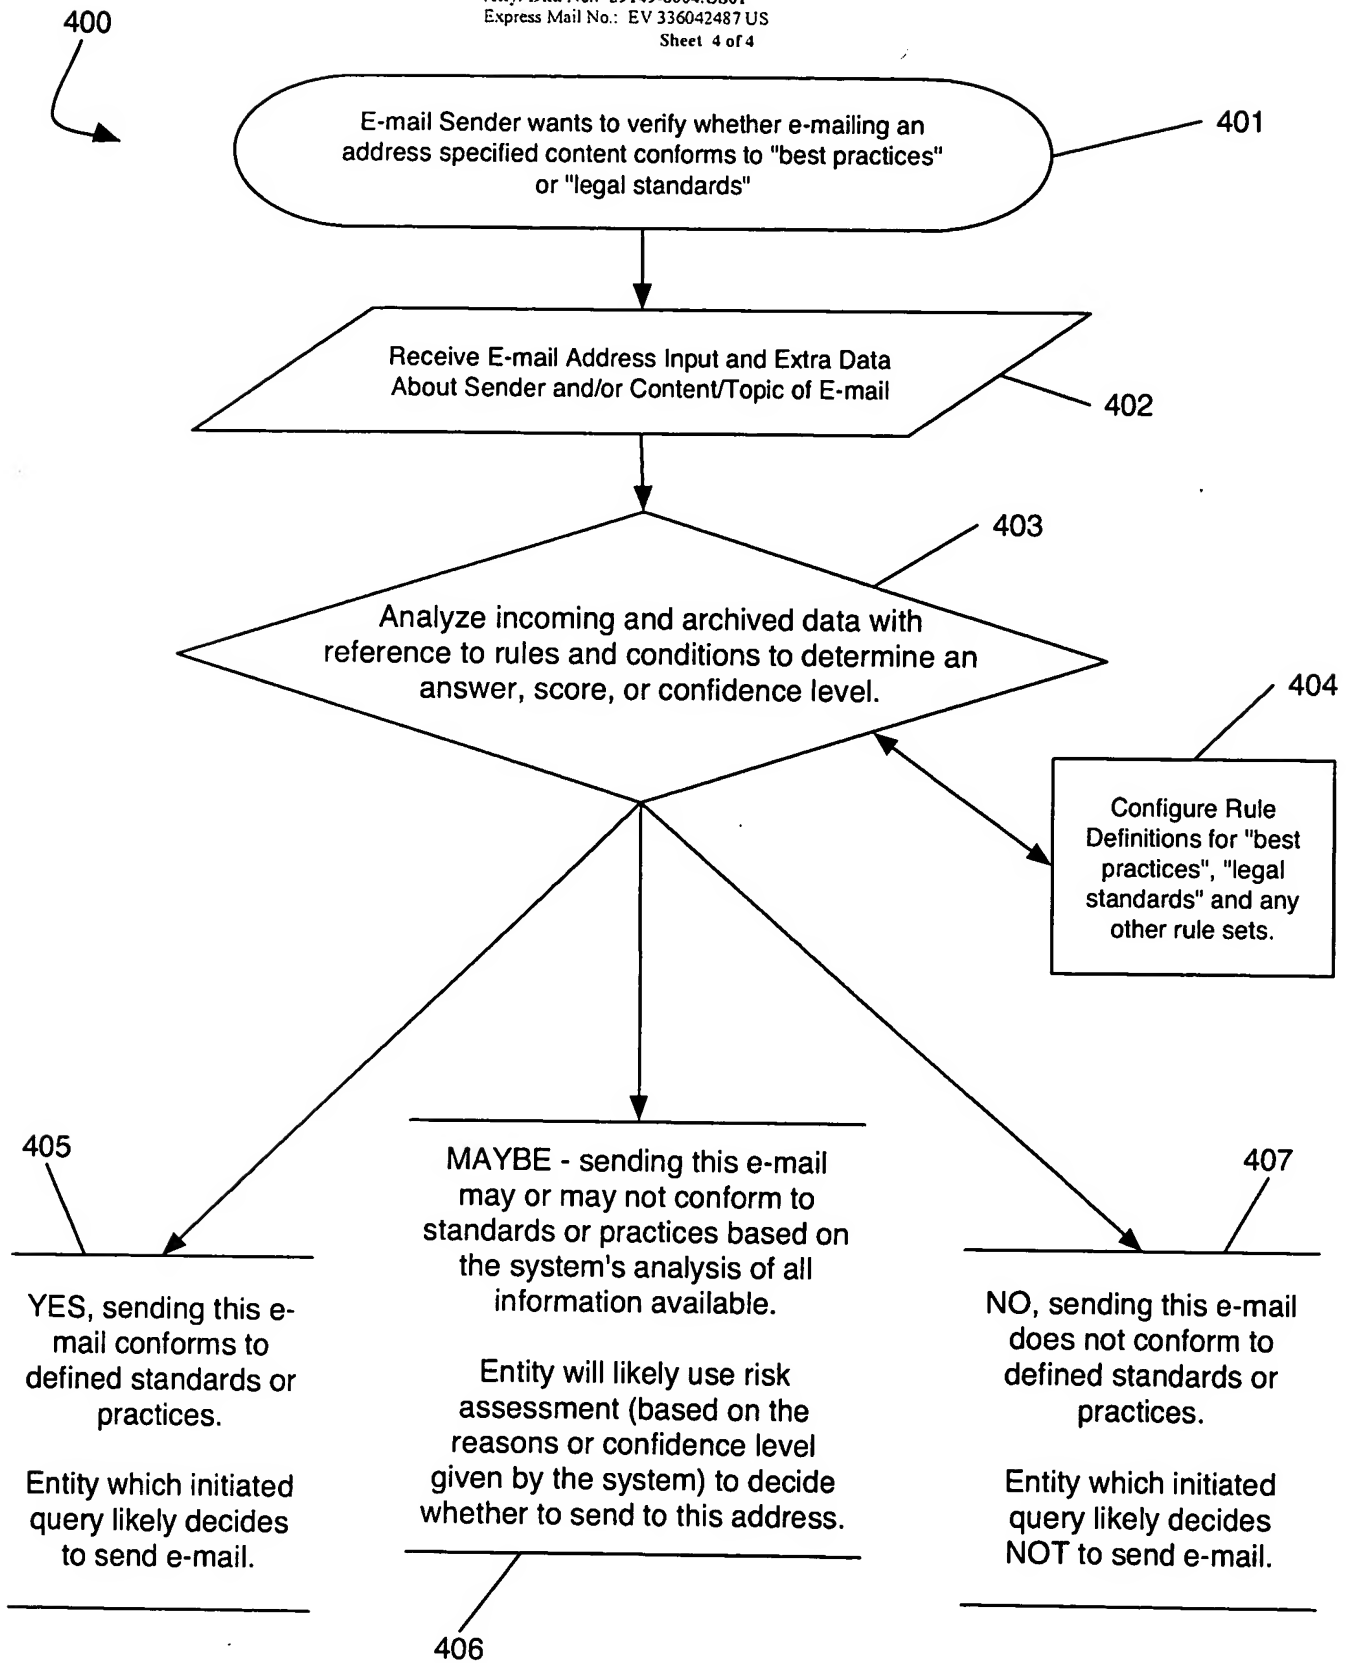 Express Mail No.: EV 336042487 US
Sheet 4 of 4
400
E-mail Sender wants to verify whether e-mailing an
address specified content conforms to "best practices"
or "legal standards"
401
Receive E-mail Address Input and Extra Data
About Sender and/or Content/Topic of E-mail
402
403
Analyze incoming and archived data with
reference to rules and conditions to determine an
answer, score, or confidence level.
404
Configure Rule
Definitions for "best
practices", "legal
standards" and any
other rule sets.
405
YES, sending this e-
mail conforms to
defined standards or
practices.
Entity which initiated
query likely decides
to send e-mail.
MAYBE - sending this e-mail
may or may not conform to
standards or practices based on
the system's analysis of all
information available.
Entity will likely use risk
assessment (based on the
reasons or confidence level
given by the system) to decide
whether to send to this address.
406
407
NO, sending this e-mail
does not conform to
defined standards or
practices.
Entity which initiated
query likely decides
NOT to send e-mail.